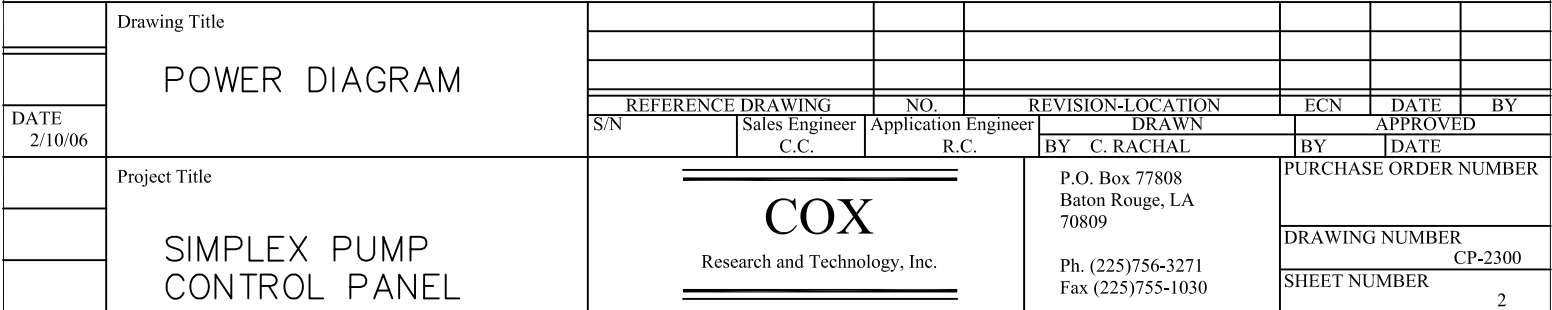 Drawing Title
POWER DIAGRAM
DATE
2/10/06
REFERENCE DRAWING NO. REVISION-LOCATION ECN DATE BY
S/N Sales Engineer Application Engineer DRAWN APPROVED
C.C. R.C. BY C. RACHAL BY DATE
Project Title
SIMPLEX PUMP
CONTROL PANEL
COX
Research and Technology, Inc.
P.O. Box 77808
Baton Rouge, LA
70809
Ph. (225)756-3271
Fax (225)755-1030
PURCHASE ORDER NUMBER
DRAWING NUMBER
CP-2300
SHEET NUMBER
2